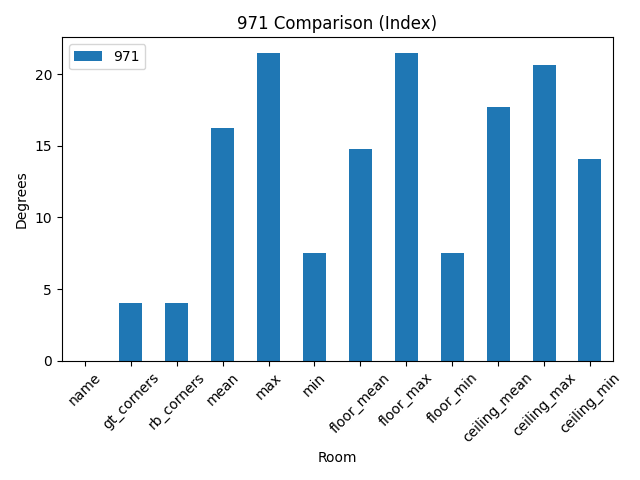 971 Comparison (Index)
971
Degrees
20
15
10
5
0
name
gt_corners
rb_corners
mean
max
min
floor_mean
floor_max
floor_min
ceiling_mean
ceiling_max
ceiling_min
Room